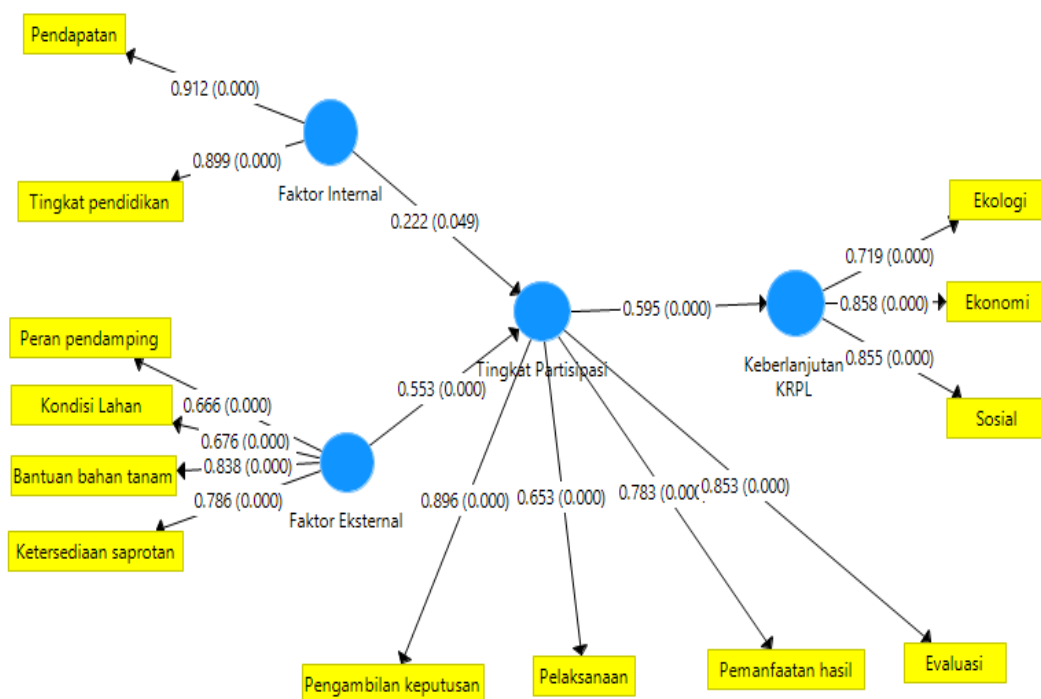 Pendapatan
0.912 (0.000)
0.899 (0.000)
Tingkat pendidikan
Faktor Internal
0.222 (0.049)
Ekologi
0.719 (0.000)
Peran pendamping
0.595 (0.000)
0.858 (0.000)
Ekonomi
Kondisi Lahan
0.666 (0.000)
0.553 (0.000)
Tingkat Partisipasi
Keberlanjutan
KRPL
0.855 (0.000)
Sosial
0.676 (0.000)
Bantuan bahan tanam
0.838 (0.000)
0.786 (0.000)
Faktor Eksternal
0.896 (0.000)
0.653 (0.000)
0.783 (0.00
0.853 (0.000)
Ketersediaan saprotan
Pengambilan keputusan
Pelaksanaan
Pemanfaatan hasil
Evaluasi